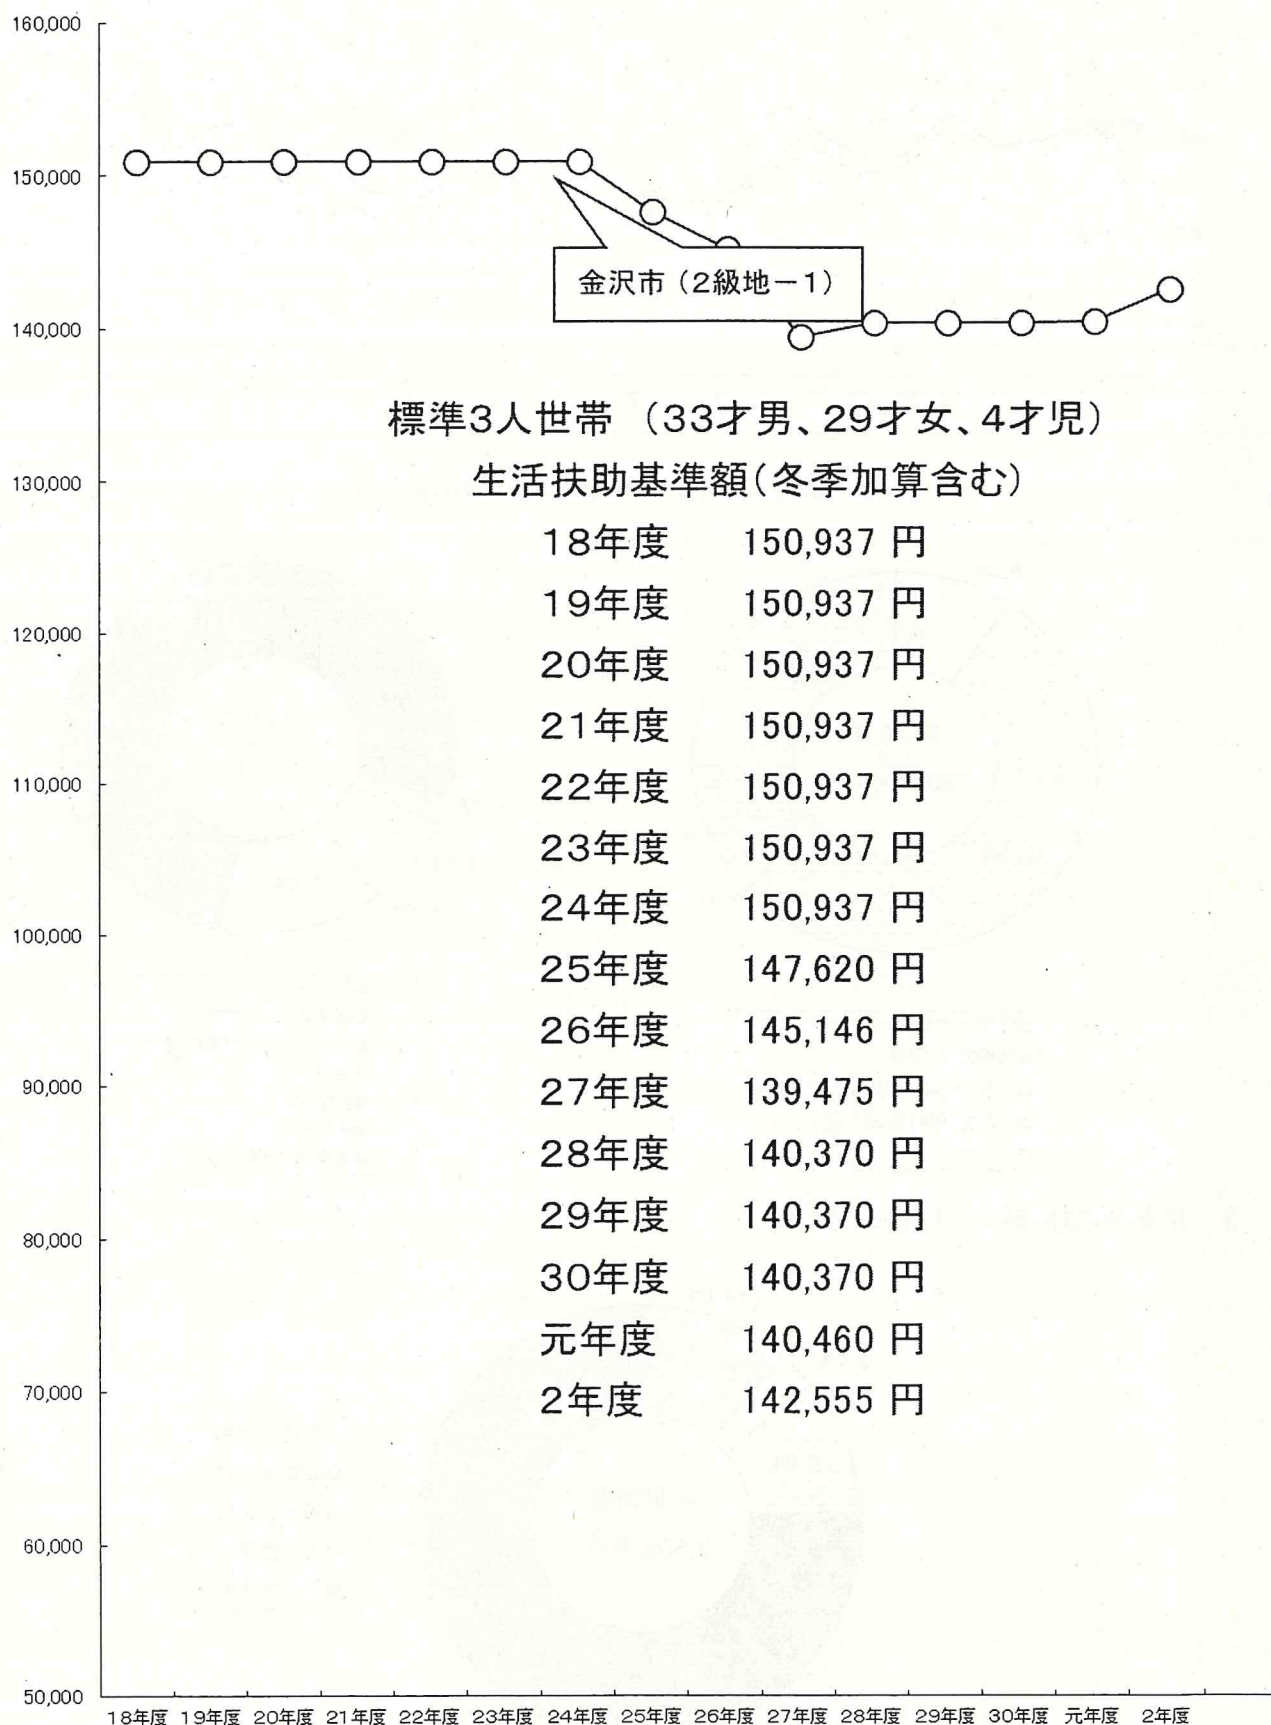 160,000
150,000
140,000
130,000
120,000
110,000
100,000
90,000
80,000
70,000
60,000
50,000
金沢市（2級地－1）
標準3人世帯　（33才男、29才女、4才児）
生活扶助基準額（冬季加算含む）
18年度　150,937 円
19年度　150,937 円
20年度　150,937 円
21年度　150,937 円
22年度　150,937 円
23年度　150,937 円
24年度　150,937 円
25年度　147,620 円
26年度　145,146 円
27年度　139,475 円
28年度　140,370 円
29年度　140,370 円
30年度　140,370 円
元年度　140,460 円
2年度　142,555 円
18年度 19年度 20年度 21年度 22年度 23年度 24年度 25年度 26年度 27年度 28年度 29年度 30年度 元年度 2年度